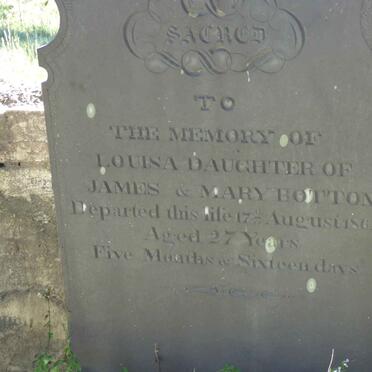 SACRED
TO
THE MEMORY OF
LOUISA DAUGHTER OF
JAMES & MARY BOTTOM
Departed this life 17th August
Aged 27 Years
Five Months & Sixteen days